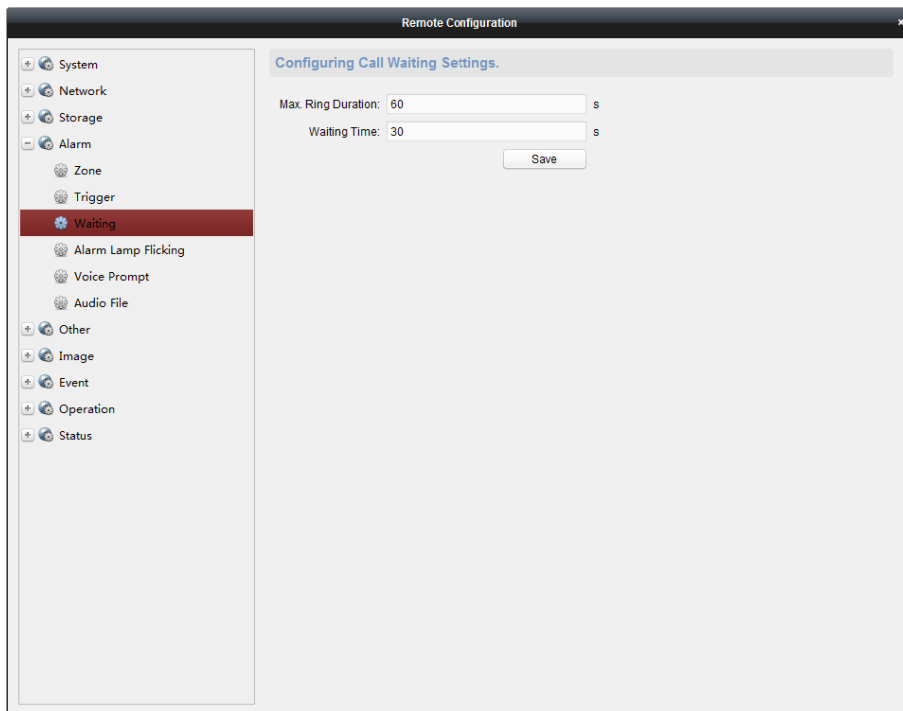 Remote Configuration
System
Network
Storage
Alarm
Zone
Trigger
Waiting
Alarm Lamp Flicking
Voice Prompt
Audio File
Other
Image
Event
Operation
Status
Configuring Call Waiting Settings.
Max. Ring Duration: 60 s
Waiting Time: 30 s
Save